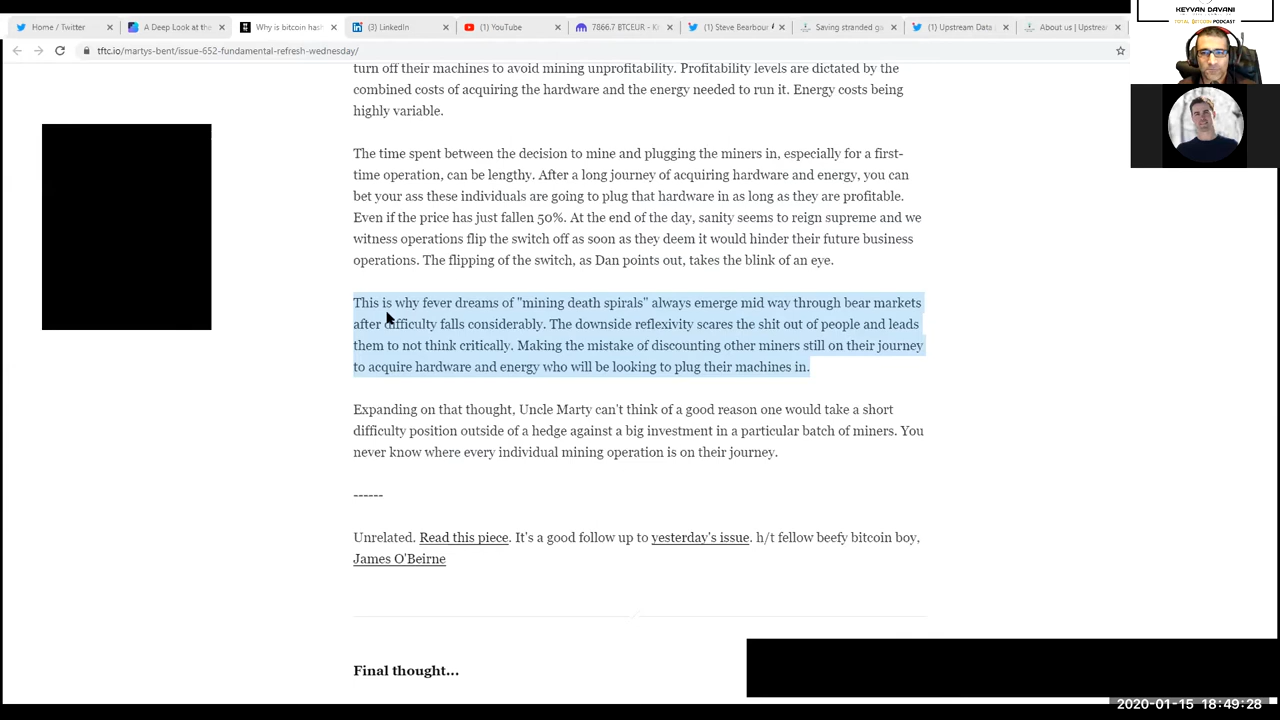 KEYVAN DAVANI
TOTAL BITCOIN PODCAST
Home / Twitter
A Deep Look at the
Why is bitcoin hash
(3) LinkedIn
YouTube
7866.7 BTCEUR - K
(1) Steve Barbour
Saving stranded ga
(1) Upstream Data
About us | Upstrea
tftc.io/martys-bent/issue-652-fundamental-refresh-wednesday/
turn off their machines to avoid mining unprofitability. Profitability levels are dictated by the
combined costs of acquiring the hardware and the energy needed to run it. Energy costs being
highly variable.
The time spent between the decision to mine and plugging the miners in, especially for a first-
time operation, can be lengthy. After a long journey of acquiring hardware and energy, you can
bet your ass these individuals are going to plug that hardware in as long as they are profitable.
Even if the price has just fallen 50%. At the end of the day, sanity seems to reign supreme and we
witness operations flip the switch off as soon as they deem it would hinder their future business
operations. The flipping of the switch, as Dan points out, takes the blink of an eye.
This is why fever dreams of "mining death spirals" always emerge mid way through bear markets
after difficulty falls considerably. The downside reflexivity scares the shit out of people and leads
them to not think critically. Making the mistake of discounting other miners still on their journey
to acquire hardware and energy who will be looking to plug their machines in.
Expanding on that thought, Uncle Marty can't think of a good reason one would take a short
difficulty position outside of a hedge against a big investment in a particular batch of miners. You
never know where every individual mining operation is on their journey.
------
Unrelated. Read this piece. It's a good follow up to yesterday's issue. h/t fellow beefy bitcoin boy,
James O'Beirne
Final thought...
2020-01-15 18:49:28